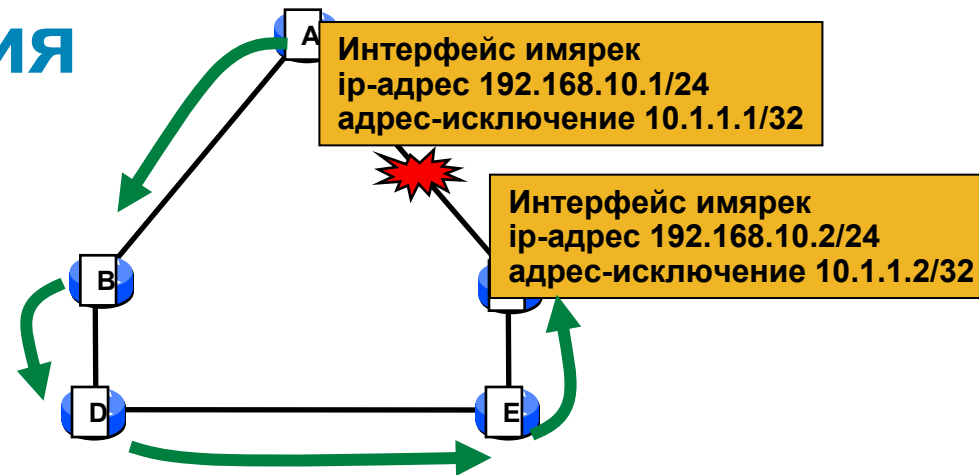 ия
A
Интерфейс имярек
ip-адрес 192.168.10.1/24
адрес-исключение 10.1.1.1/32
Интерфейс имярек
ip-адрес 192.168.10.2/24
адрес-исключение 10.1.1.2/32
B
D
E